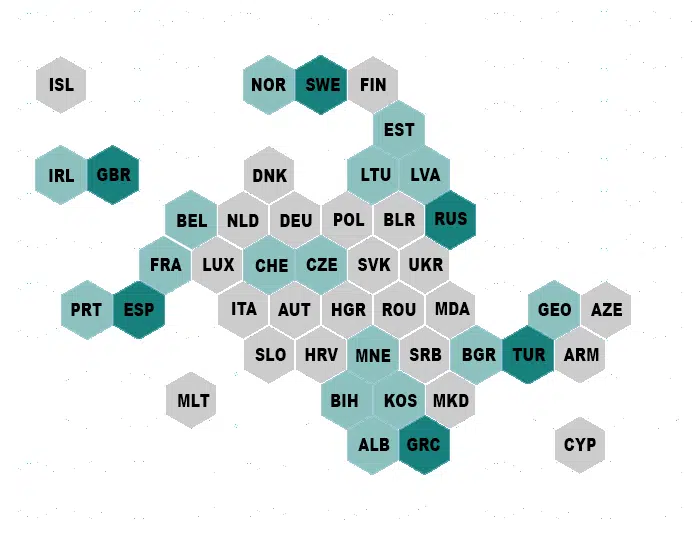 ISL NOR SWE FIN
EST
IRL GBR DNK LTU LVA
BEL NLD DEU POL BLR RUS
FRA LUX CHE CZE SVK UKR
PRT ESP ITA AUT HGR ROU MDA GEO AZE
SLO HRV MNE SRB BGR TUR ARM
MLT BIH KOS MKD
ALB GRC CYP